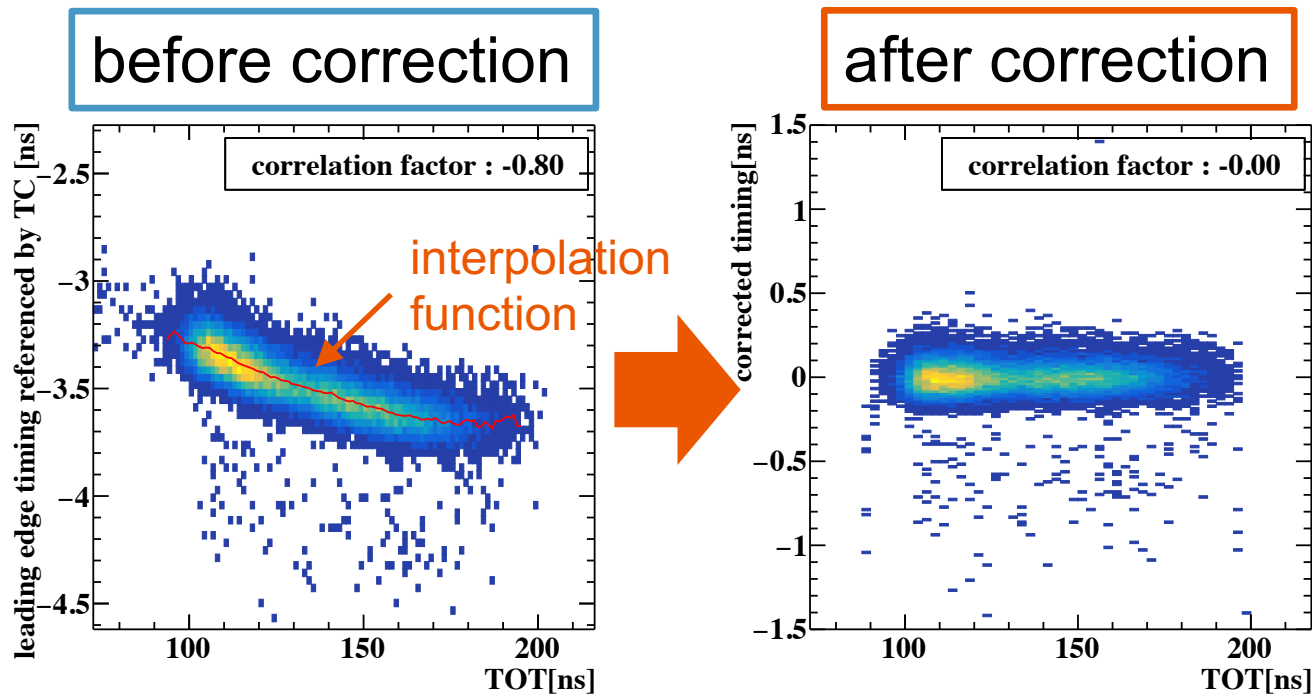 before correction
after correction
leading edge timing referenced by TC [ns]
correlation factor : -0.80
interpolation
function
−2.5
−3
−3.5
−4
−4.5
100
150
200
TOT[ns]
corrected timing[ns]
correlation factor : -0.00
1.5
1
0.5
0
−0.5
−1
−1.5
100
150
200
TOT[ns]